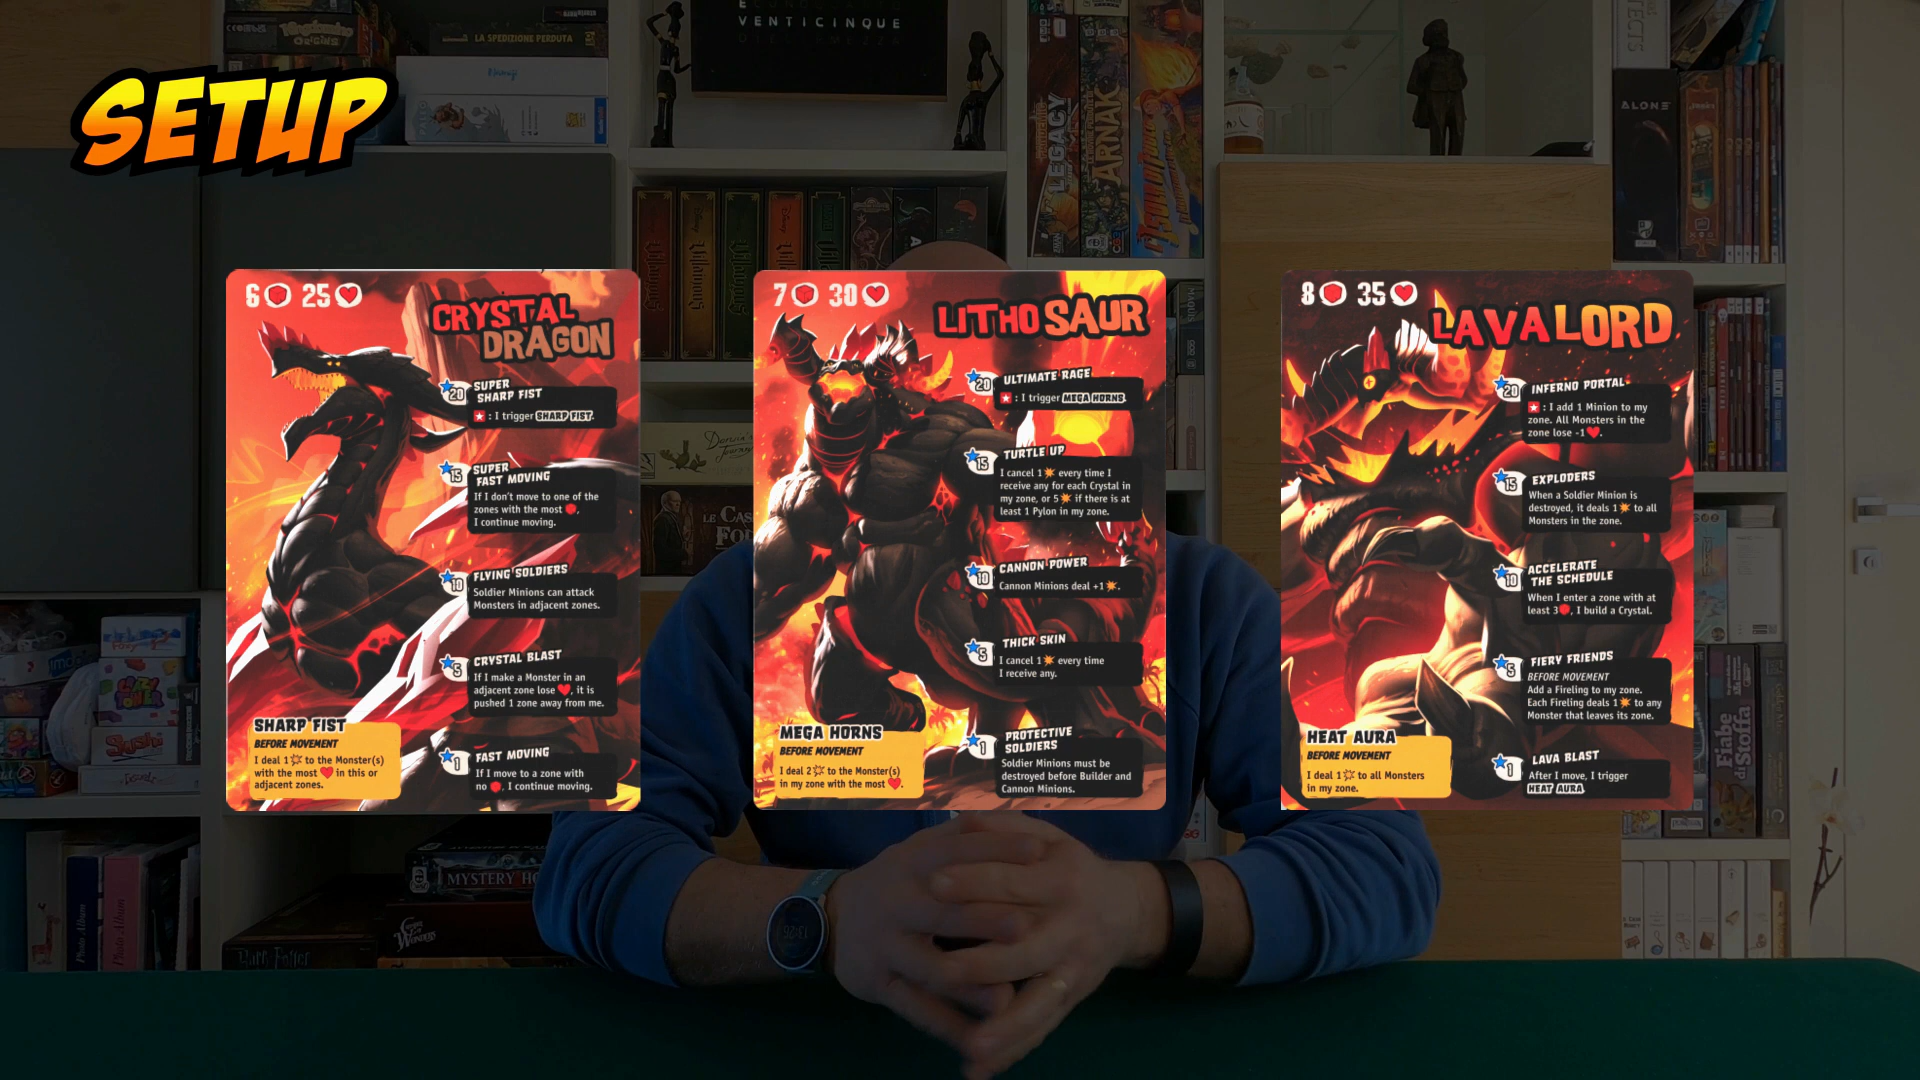 SETUP
VENTICINQUE
ORIGINS
LA SPEDIZIONE PERDUTA
LEGACY
ARNAK
ALONE
6 25
CRYSTAL
DRAGON
20 SUPER
SHARP FIST
: I trigger SHARP FIST.
15 SUPER
FAST MOVING
If I don't move to one of the
zones with the most ,
I continue moving.
10 FLYING SOLDIERS
Soldier Minions can attack
Monsters in adjacent zones.
5 CRYSTAL BLAST
If I make a Monster in an
adjacent zone lose , it is
pushed 1 zone away from me.
1 FAST MOVING
If I move to a zone with
no , I continue moving.
SHARP FIST
BEFORE MOVEMENT
I deal 1 to the Monster(s)
with the most in this or
adjacent zones.
7 30
LITHOSAUR
20 ULTIMATE RAGE
: I trigger MEGA HORNS.
15 TURTLE UP
I cancel 1 every time I
receive any for each Crystal in
my zone, or 5 if there is at
least 1 Pylon in my zone.
10 CANNON POWER
Cannon Minions deal +1 .
5 THICK SKIN
I cancel 1 every time
I receive any.
1 PROTECTIVE
SOLDIERS
Soldier Minions must be
destroyed before Builder and
Cannon Minions.
MEGA HORNS
BEFORE MOVEMENT
I deal 2 to the Monster(s)
in my zone with the most .
8 35
LAVALORD
20 INFERNO PORTAL
: I add 1 Minion to my
zone. All Monsters in the
zone lose -1 .
15 EXPLODERS
When a Soldier Minion is
destroyed, it deals 1 to all
Monsters in the zone.
10 ACCELERATE
THE SCHEDULE
When I enter a zone with at
least 3 , I build a Crystal.
5 FIERY FRIENDS
BEFORE MOVEMENT
Add a Fireling to my zone.
Each Fireling deals 1 to any
Monster that leaves its zone.
1 LAVA BLAST
After I move, I trigger
HEAT AURA.
HEAT AURA
BEFORE MOVEMENT
I deal 1 to all Monsters
in my zone.
Sushi
Fiabe
di Stoffa
MYSTERY HO
Wonders
Harry Potter
Photo Album
Photo Album